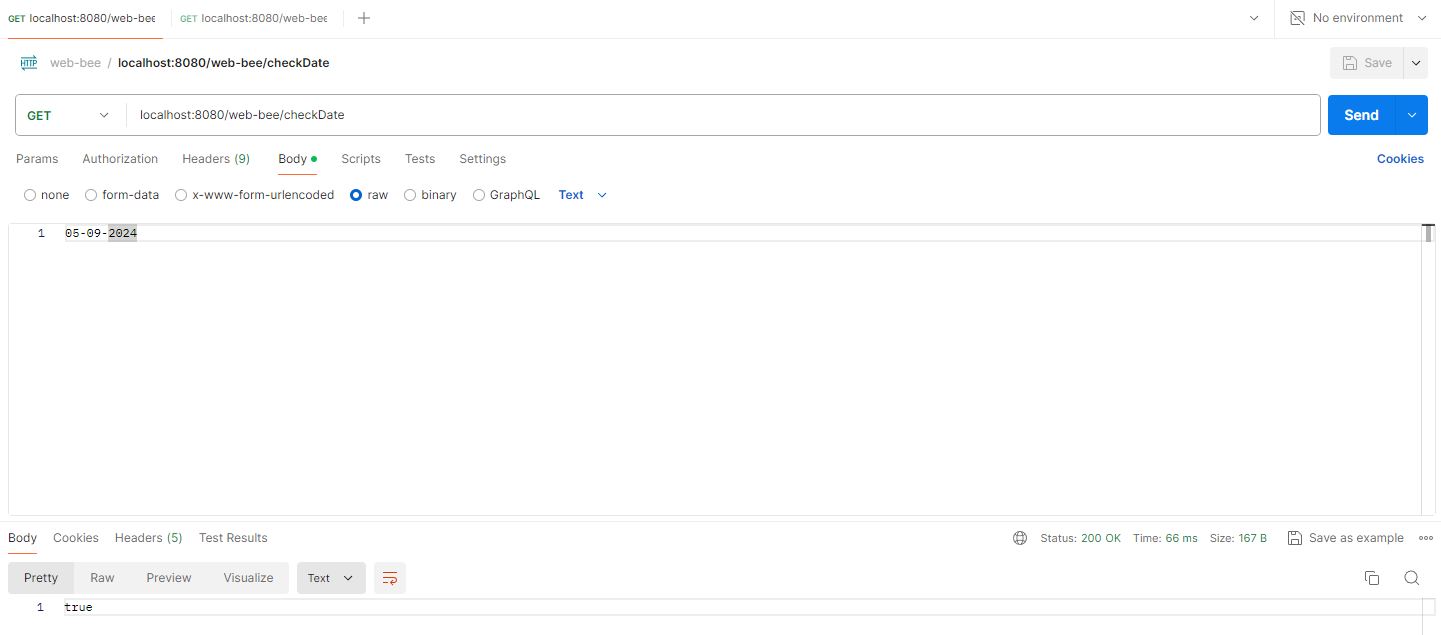 GET localhost:8080/web-bee GET localhost:8080/web-bee No environment
HTTP web-bee / localhost:8080/web-bee/checkDate Save
GET localhost:8080/web-bee/checkDate Send
Params Authorization Headers (9) Body Scripts Tests Settings Cookies
none form-data x-www-form-urlencoded raw binary GraphQL Text
1 05-09-2024
Body Cookies Headers (5) Test Results Status: 200 OK Time: 66 ms Size: 167 B Save as example
Pretty Raw Preview Visualize Text
1 true